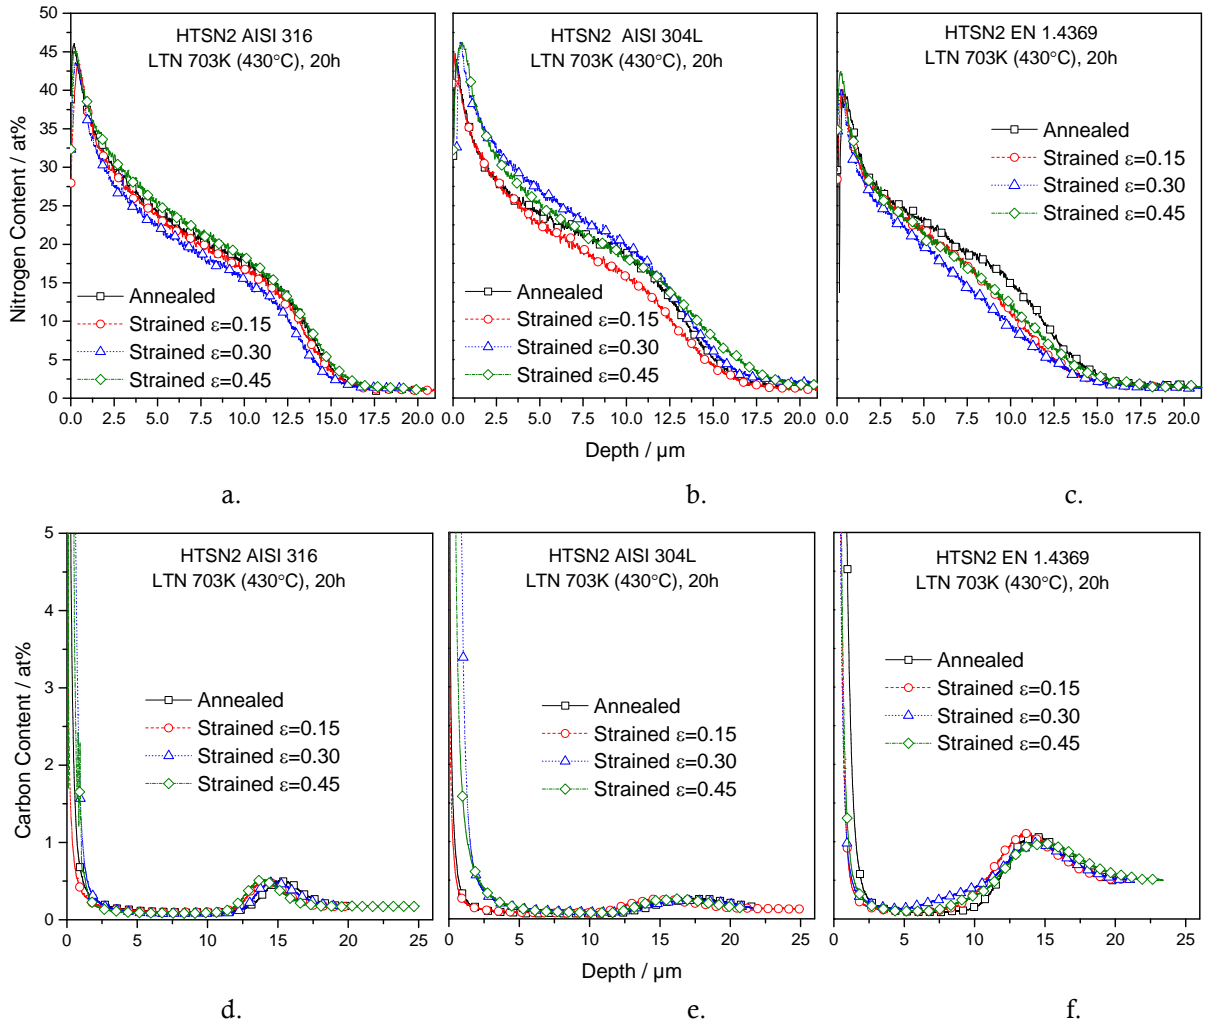 HTSN2 AISI 316
LTN 703K (430°C), 20h
Nitrogen Content / at%
50
45
40
35
30
25
20
15
10
5
0
Annealed
Strained ε=0.15
Strained ε=0.30
Strained ε=0.45
0.0 2.5 5.0 7.5 10.0 12.5 15.0 17.5 20.0
HTSN2 AISI 304L
LTN 703K (430°C), 20h
Annealed
Strained ε=0.15
Strained ε=0.30
Strained ε=0.45
0.0 2.5 5.0 7.5 10.0 12.5 15.0 17.5 20.0
HTSN2 EN 1.4369
LTN 703K (430°C), 20h
Annealed
Strained ε=0.15
Strained ε=0.30
Strained ε=0.45
0.0 2.5 5.0 7.5 10.0 12.5 15.0 17.5 20.0
Depth / µm
a. b. c.
HTSN2 AISI 316
LTN 703K (430°C), 20h
Carbon Content / at%
5
4
3
2
1
0
Annealed
Strained ε=0.15
Strained ε=0.30
Strained ε=0.45
0 5 10 15 20 25
HTSN2 AISI 304L
LTN 703K (430°C), 20h
Annealed
Strained ε=0.15
Strained ε=0.30
Strained ε=0.45
0 5 10 15 20 25
HTSN2 EN 1.4369
LTN 703K (430°C), 20h
Annealed
Strained ε=0.15
Strained ε=0.30
Strained ε=0.45
0 5 10 15 20 25
Depth / µm
d. e. f.